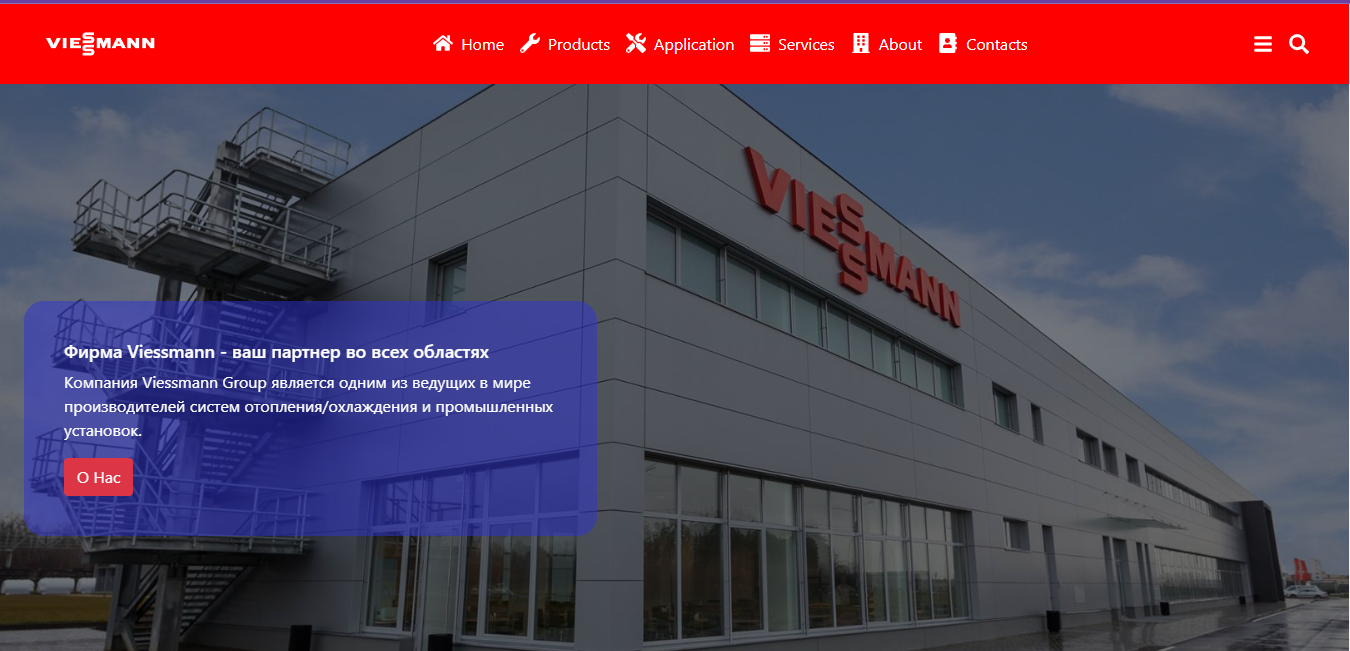 VIESSMANN
Home Products Application Services About Contacts
VIESSMANN
Фирма Viessmann - ваш партнер во всех областях
Компания Viessmann Group является одним из ведущих в мире
производителей систем отопления/охлаждения и промышленных
установок.
О Нас